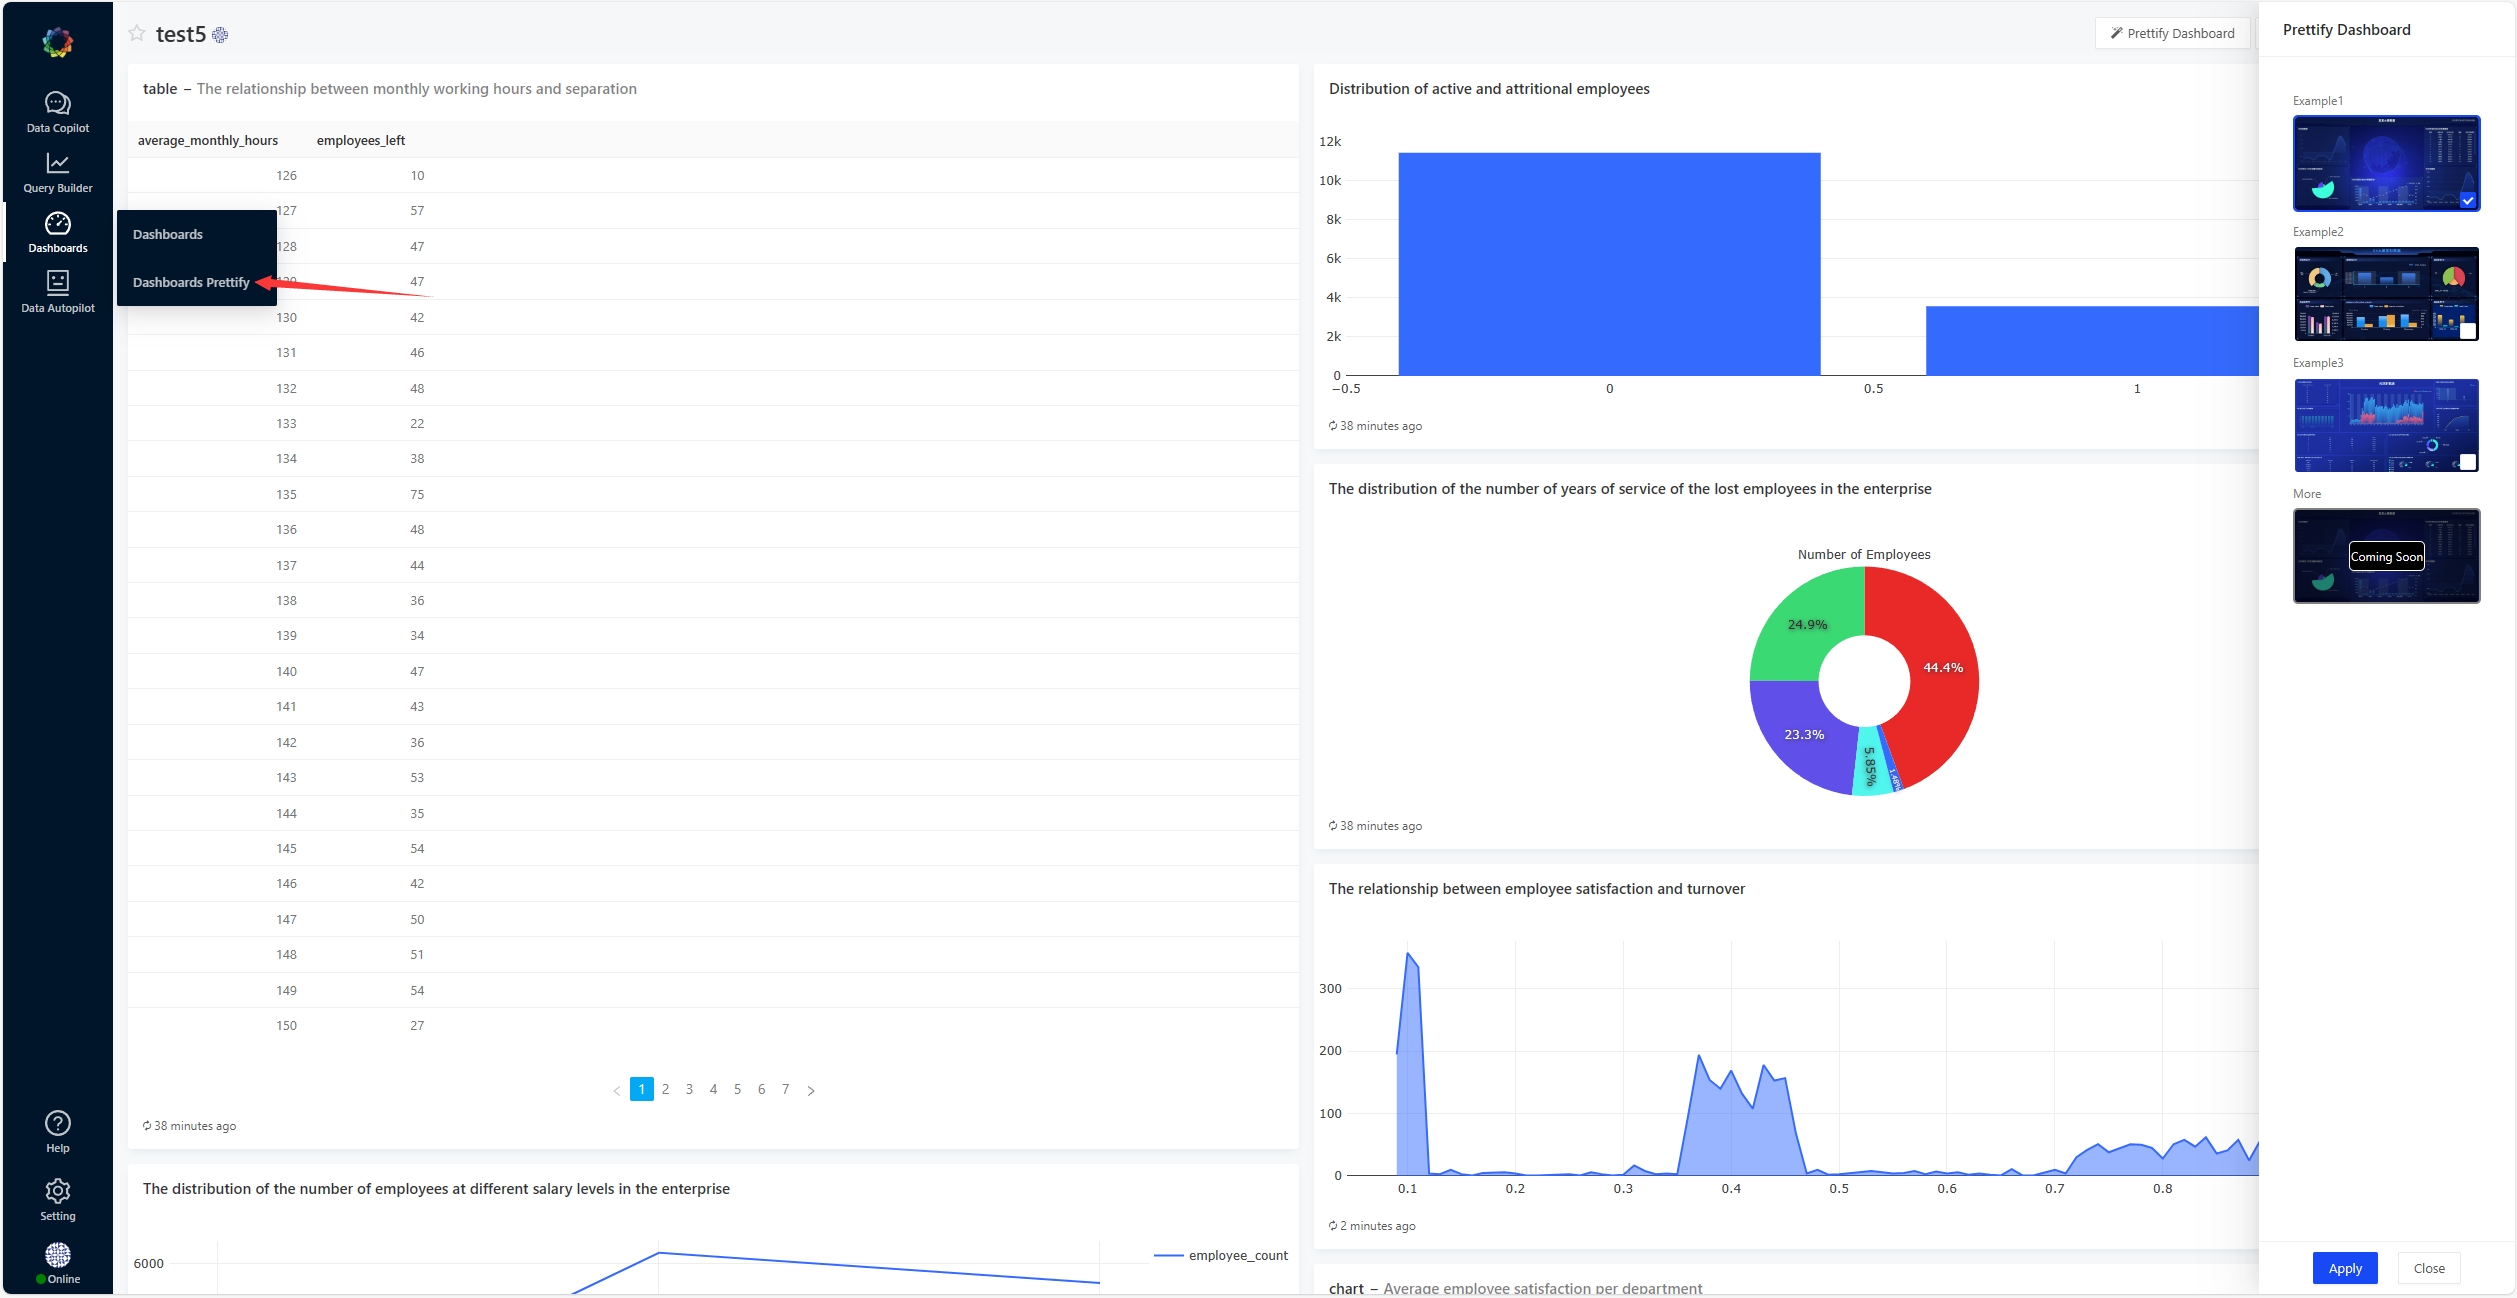 Data Copilot
Query Builder
Dashboards
Data Autopilot
Help
Setting
Online
Dashboards
Dashboards Prettify
test5
Prettify Dashboard
table – The relationship between monthly working hours and separation
average_monthly_hours employees_left
126 10
127 57
128 47
47
130 42
131 46
132 48
133 22
134 38
135 75
136 48
137 44
138 36
139 34
140 47
141 43
142 36
143 53
144 35
145 54
146 42
147 50
148 51
149 54
150 27
< 1 2 3 4 5 6 7 >
38 minutes ago
The distribution of the number of employees at different salary levels in the enterprise
6000
employee_count
Distribution of active and attritional employees
12k
10k
8k
6k
4k
2k
0
−0.5 0 0.5 1
38 minutes ago
The distribution of the number of years of service of the lost employees in the enterprise
Number of Employees
24.9%
44.4%
23.3%
5.85%
1.48%
38 minutes ago
The relationship between employee satisfaction and turnover
300
200
100
0
0.1 0.2 0.3 0.4 0.5 0.6 0.7 0.8
2 minutes ago
chart – Average employee satisfaction per department
Prettify Dashboard
Example1
Example2
Example3
More
Coming Soon
Apply
Close